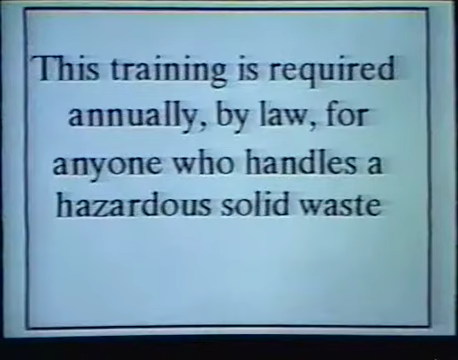 This training is required
annually, by law, for
anyone who handles a
hazardous solid waste